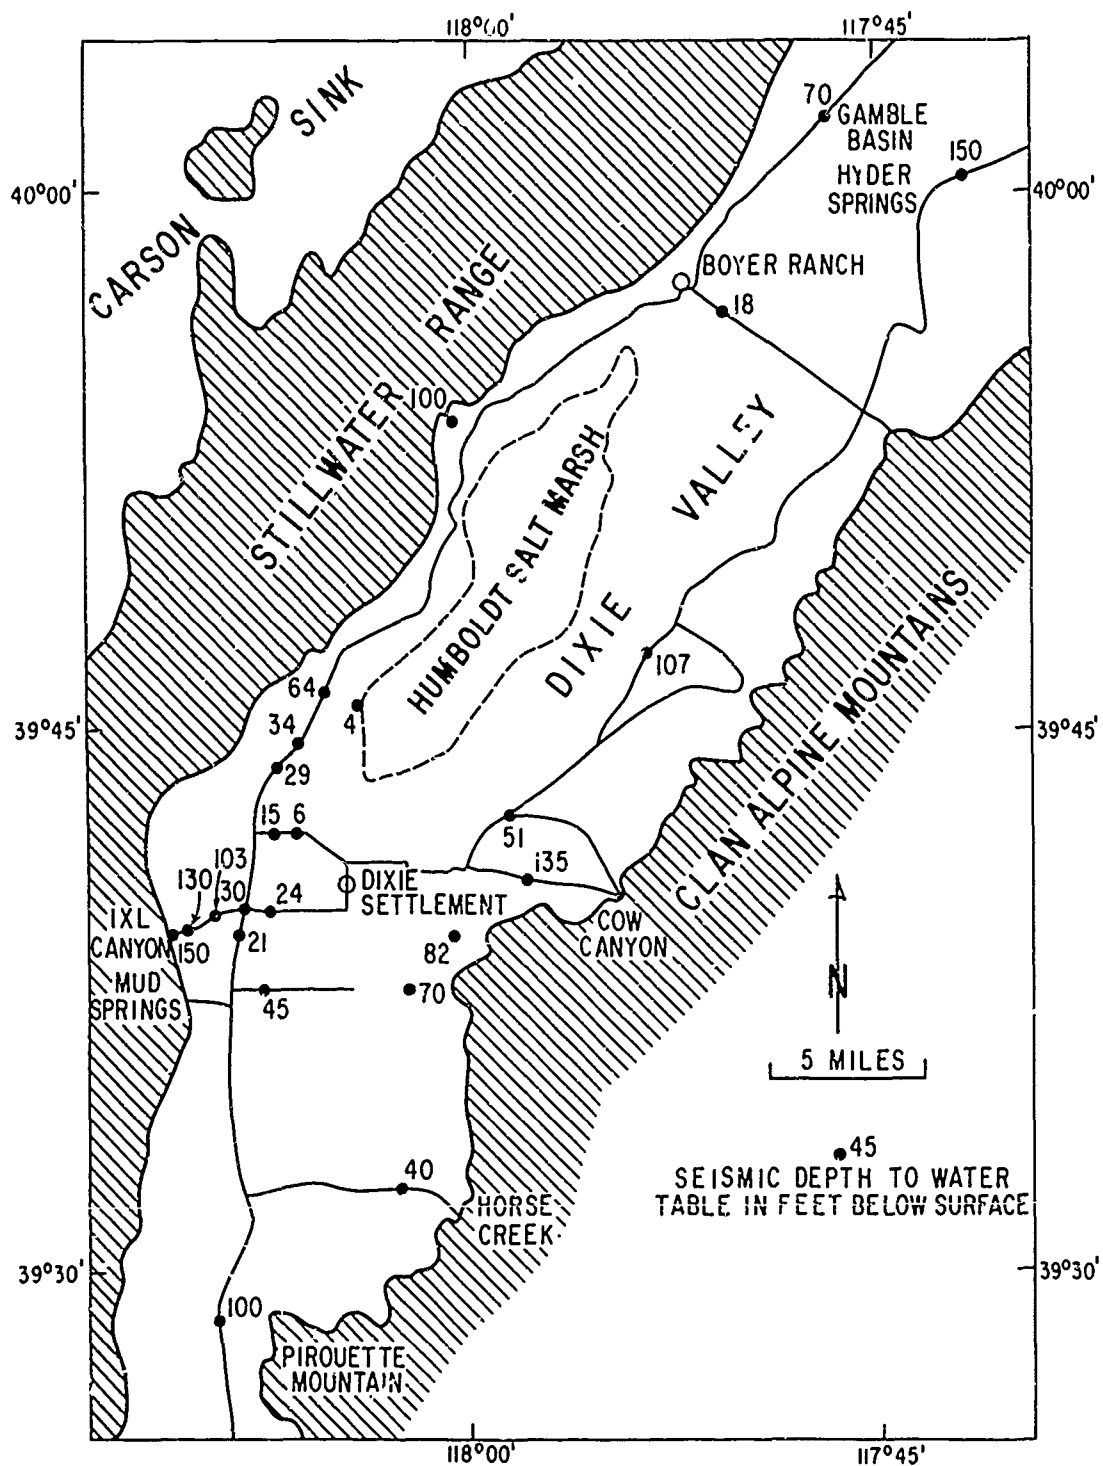 118°00'
117°45'
CARSON SINK
70
GAMBLE
BASIN
150
HYDER
SPRINGS
40°00'
40°00'
BOYER RANCH
18
STILLWATER RANGE
100
HUMBOLDT SALT MARSH
DIXIE VALLEY
107
64
4
34
39°45'
39°45'
29
CLAN ALPINE MOUNTAINS
15
6
51
135
103
130
30
24
DIXIE
SETTLEMENT
IXL
CANYON
150
21
COW
CANYON
82
MUD
SPRINGS
45
70
N
5 MILES
45
SEISMIC DEPTH TO WATER
TABLE IN FEET BELOW SURFACE
40
HORSE
CREEK
39°30'
39°30'
100
PIROUETTE
MOUNTAIN
118°00'
117°45'